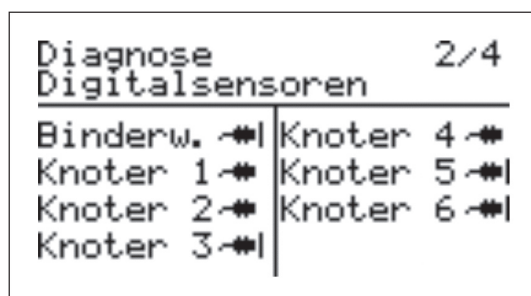 Diagnose 2/4
Digitalsensoren
Binderw.
Knoter 1
Knoter 2
Knoter 3
Knoter 4
Knoter 5
Knoter 6